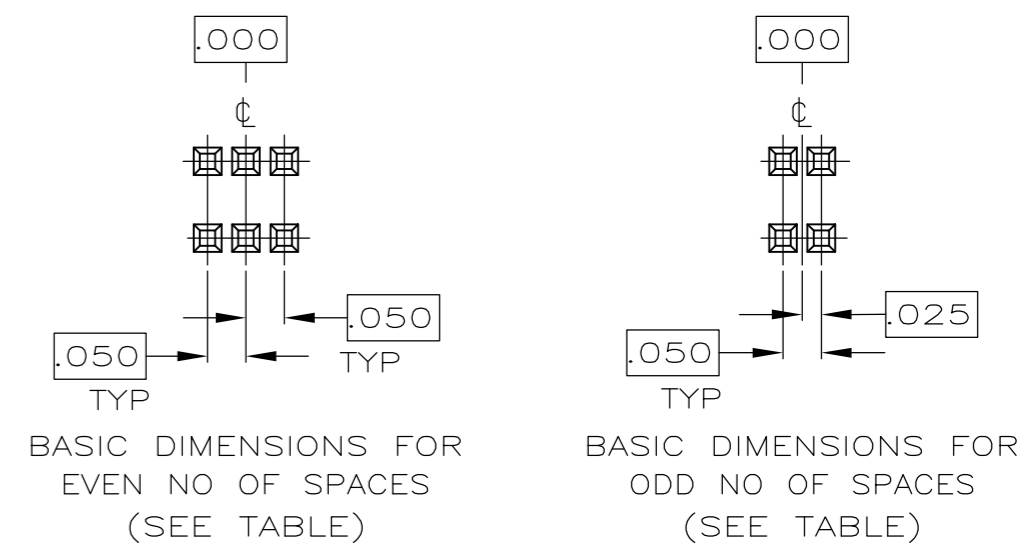 .000
℄
.050
.050
TYP
TYP
BASIC DIMENSIONS FOR
EVEN NO OF SPACES
(SEE TABLE)
.000
℄
.025
.050
TYP
BASIC DIMENSIONS FOR
ODD NO OF SPACES
(SEE TABLE)